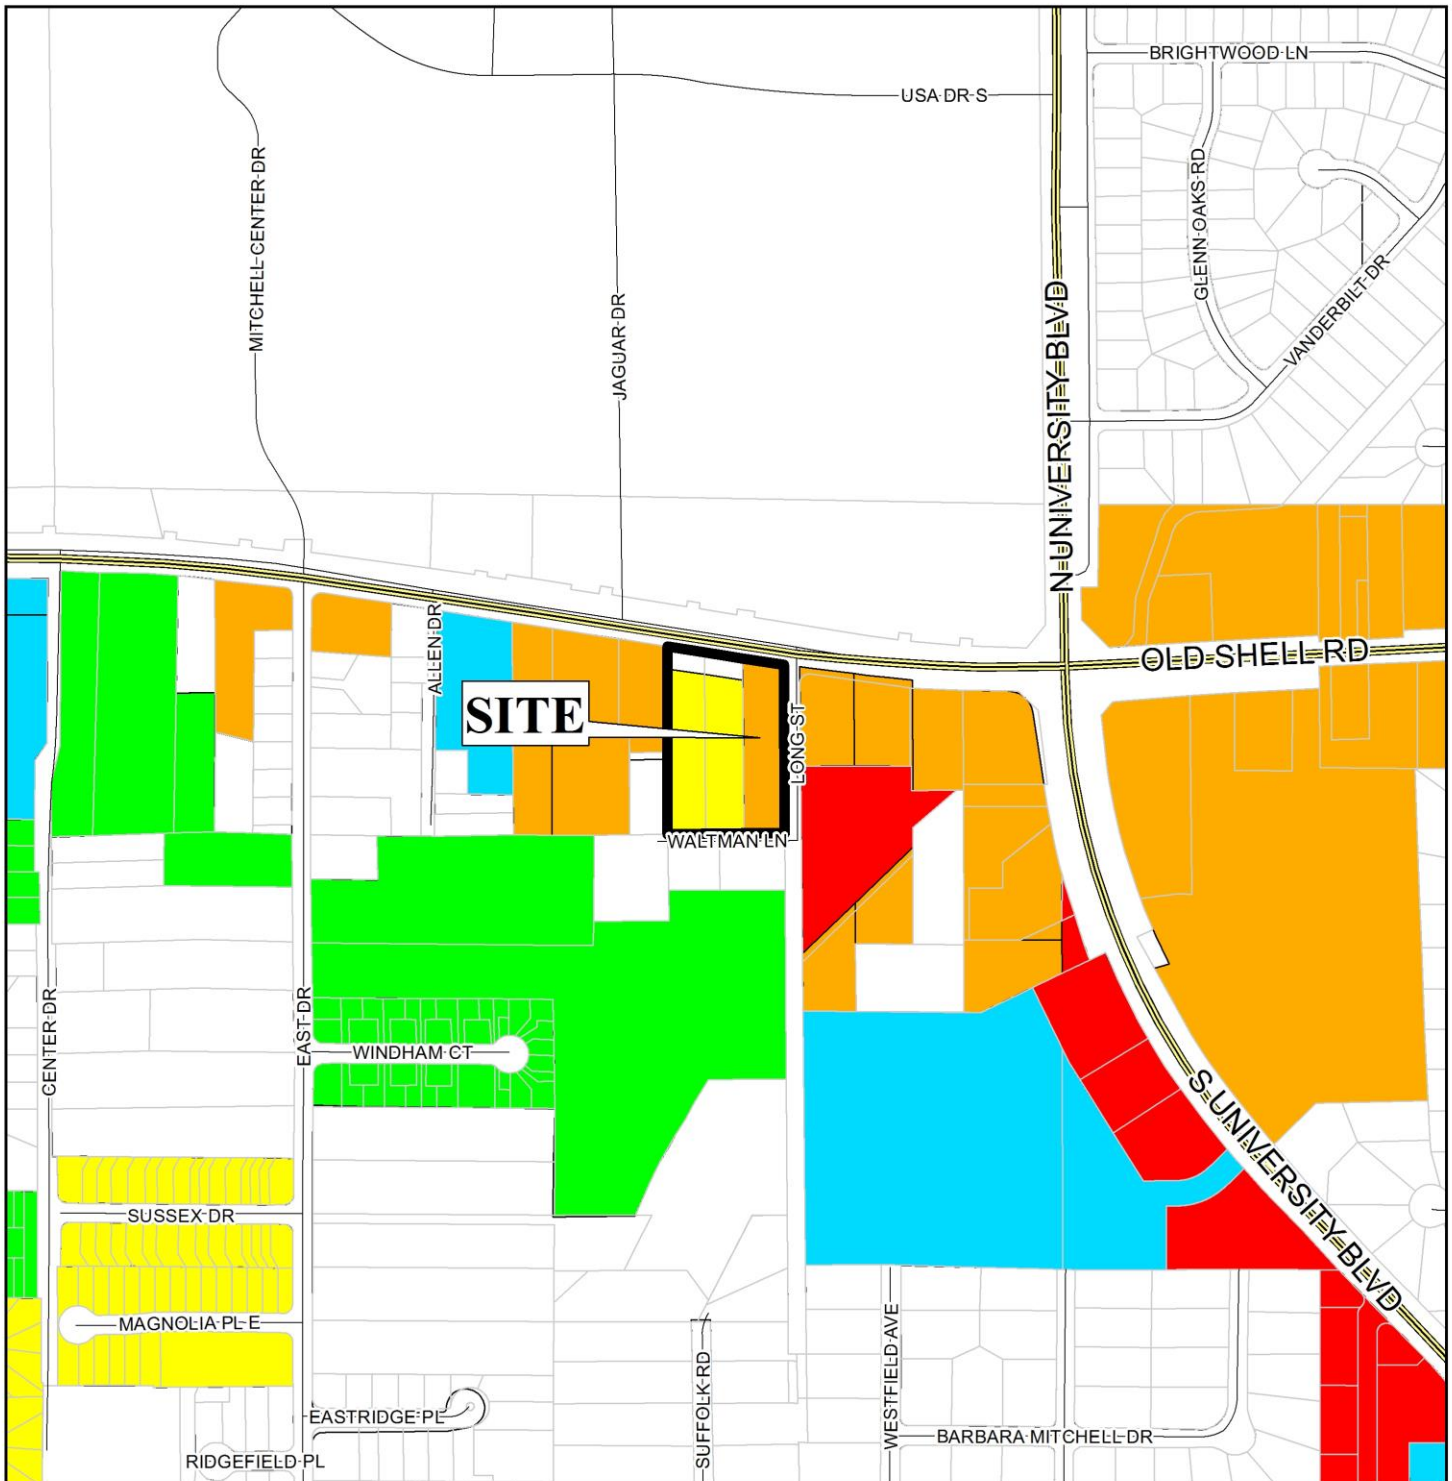 BRIGHTWOOD LN
USA DR S
MITCHELL CENTER DR
GLENN OAKS RD
VANDERBILT DR
JAGUAR DR
N UNIVERSITY BLVD
ALLEN DR
OLD SHELL RD
SITE
LONG ST
WALTMAN LN
CENTER DR
EAST DR
WINDHAM CT
S UNIVERSITY BLVD
SUSSEX DR
MAGNOLIA PL E
SUFFOLK RD
WESTFIELD AVE
EASTRIDGE PL
BARBARA MITCHELL DR
RIDGEFIELD PL